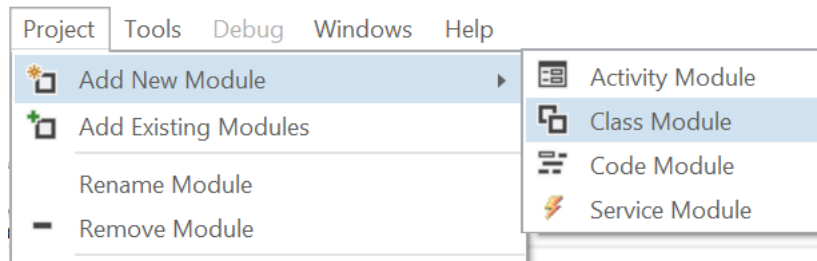 Project Tools Debug Windows Help
Add New Module
Add Existing Modules
Rename Module
Remove Module
Activity Module
Class Module
Code Module
Service Module